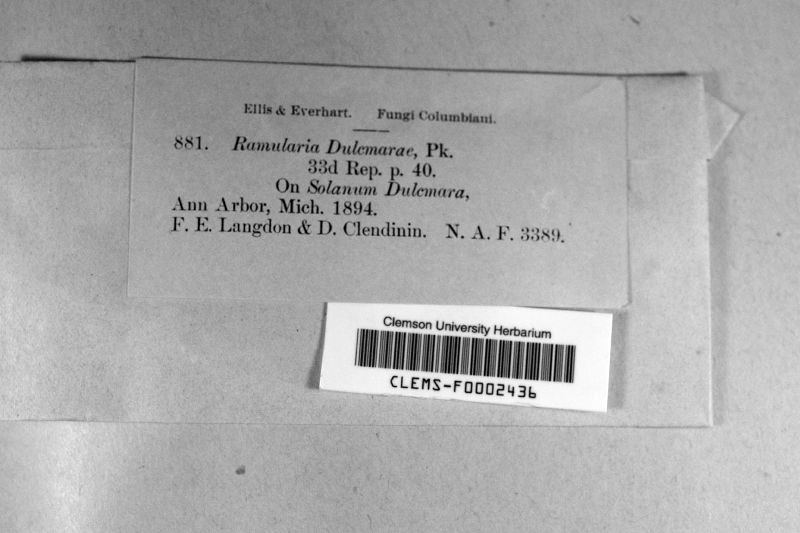 Ellis & Everhart. Fungi Columbiani.
881. Ramularia Dulcmarae, Pk.
33d Rep. p. 40.
On Solanum Dulcmara,
Ann Arbor, Mich. 1894.
F. E. Langdon & D. Clendinin. N. A. F. 3389.
Clemson University Herbarium
CLEMS-F0002436